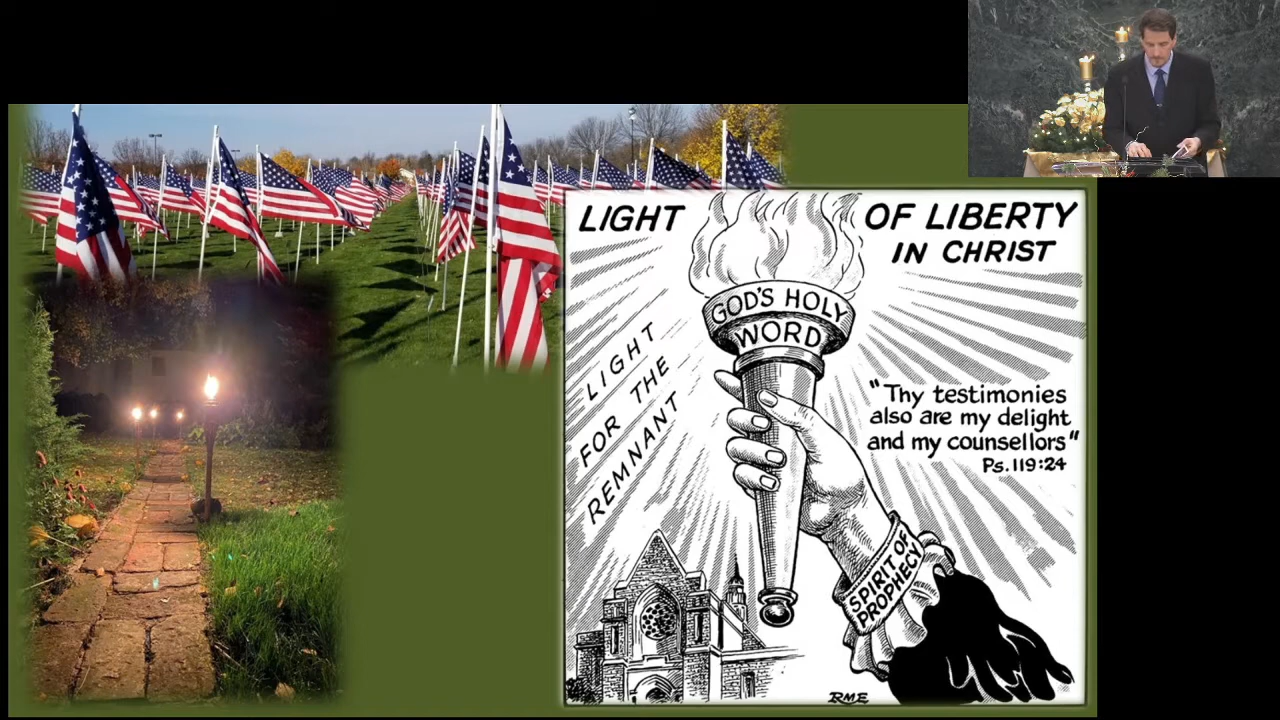 LIGHT OF LIBERTY
IN CHRIST
GOD'S HOLY
WORD
LIGHT
FOR THE
REMNANT
"Thy testimonies
also are my delight
and my counsellors"
Ps. 119:24
SPIRIT OF
PROPHECY
RME